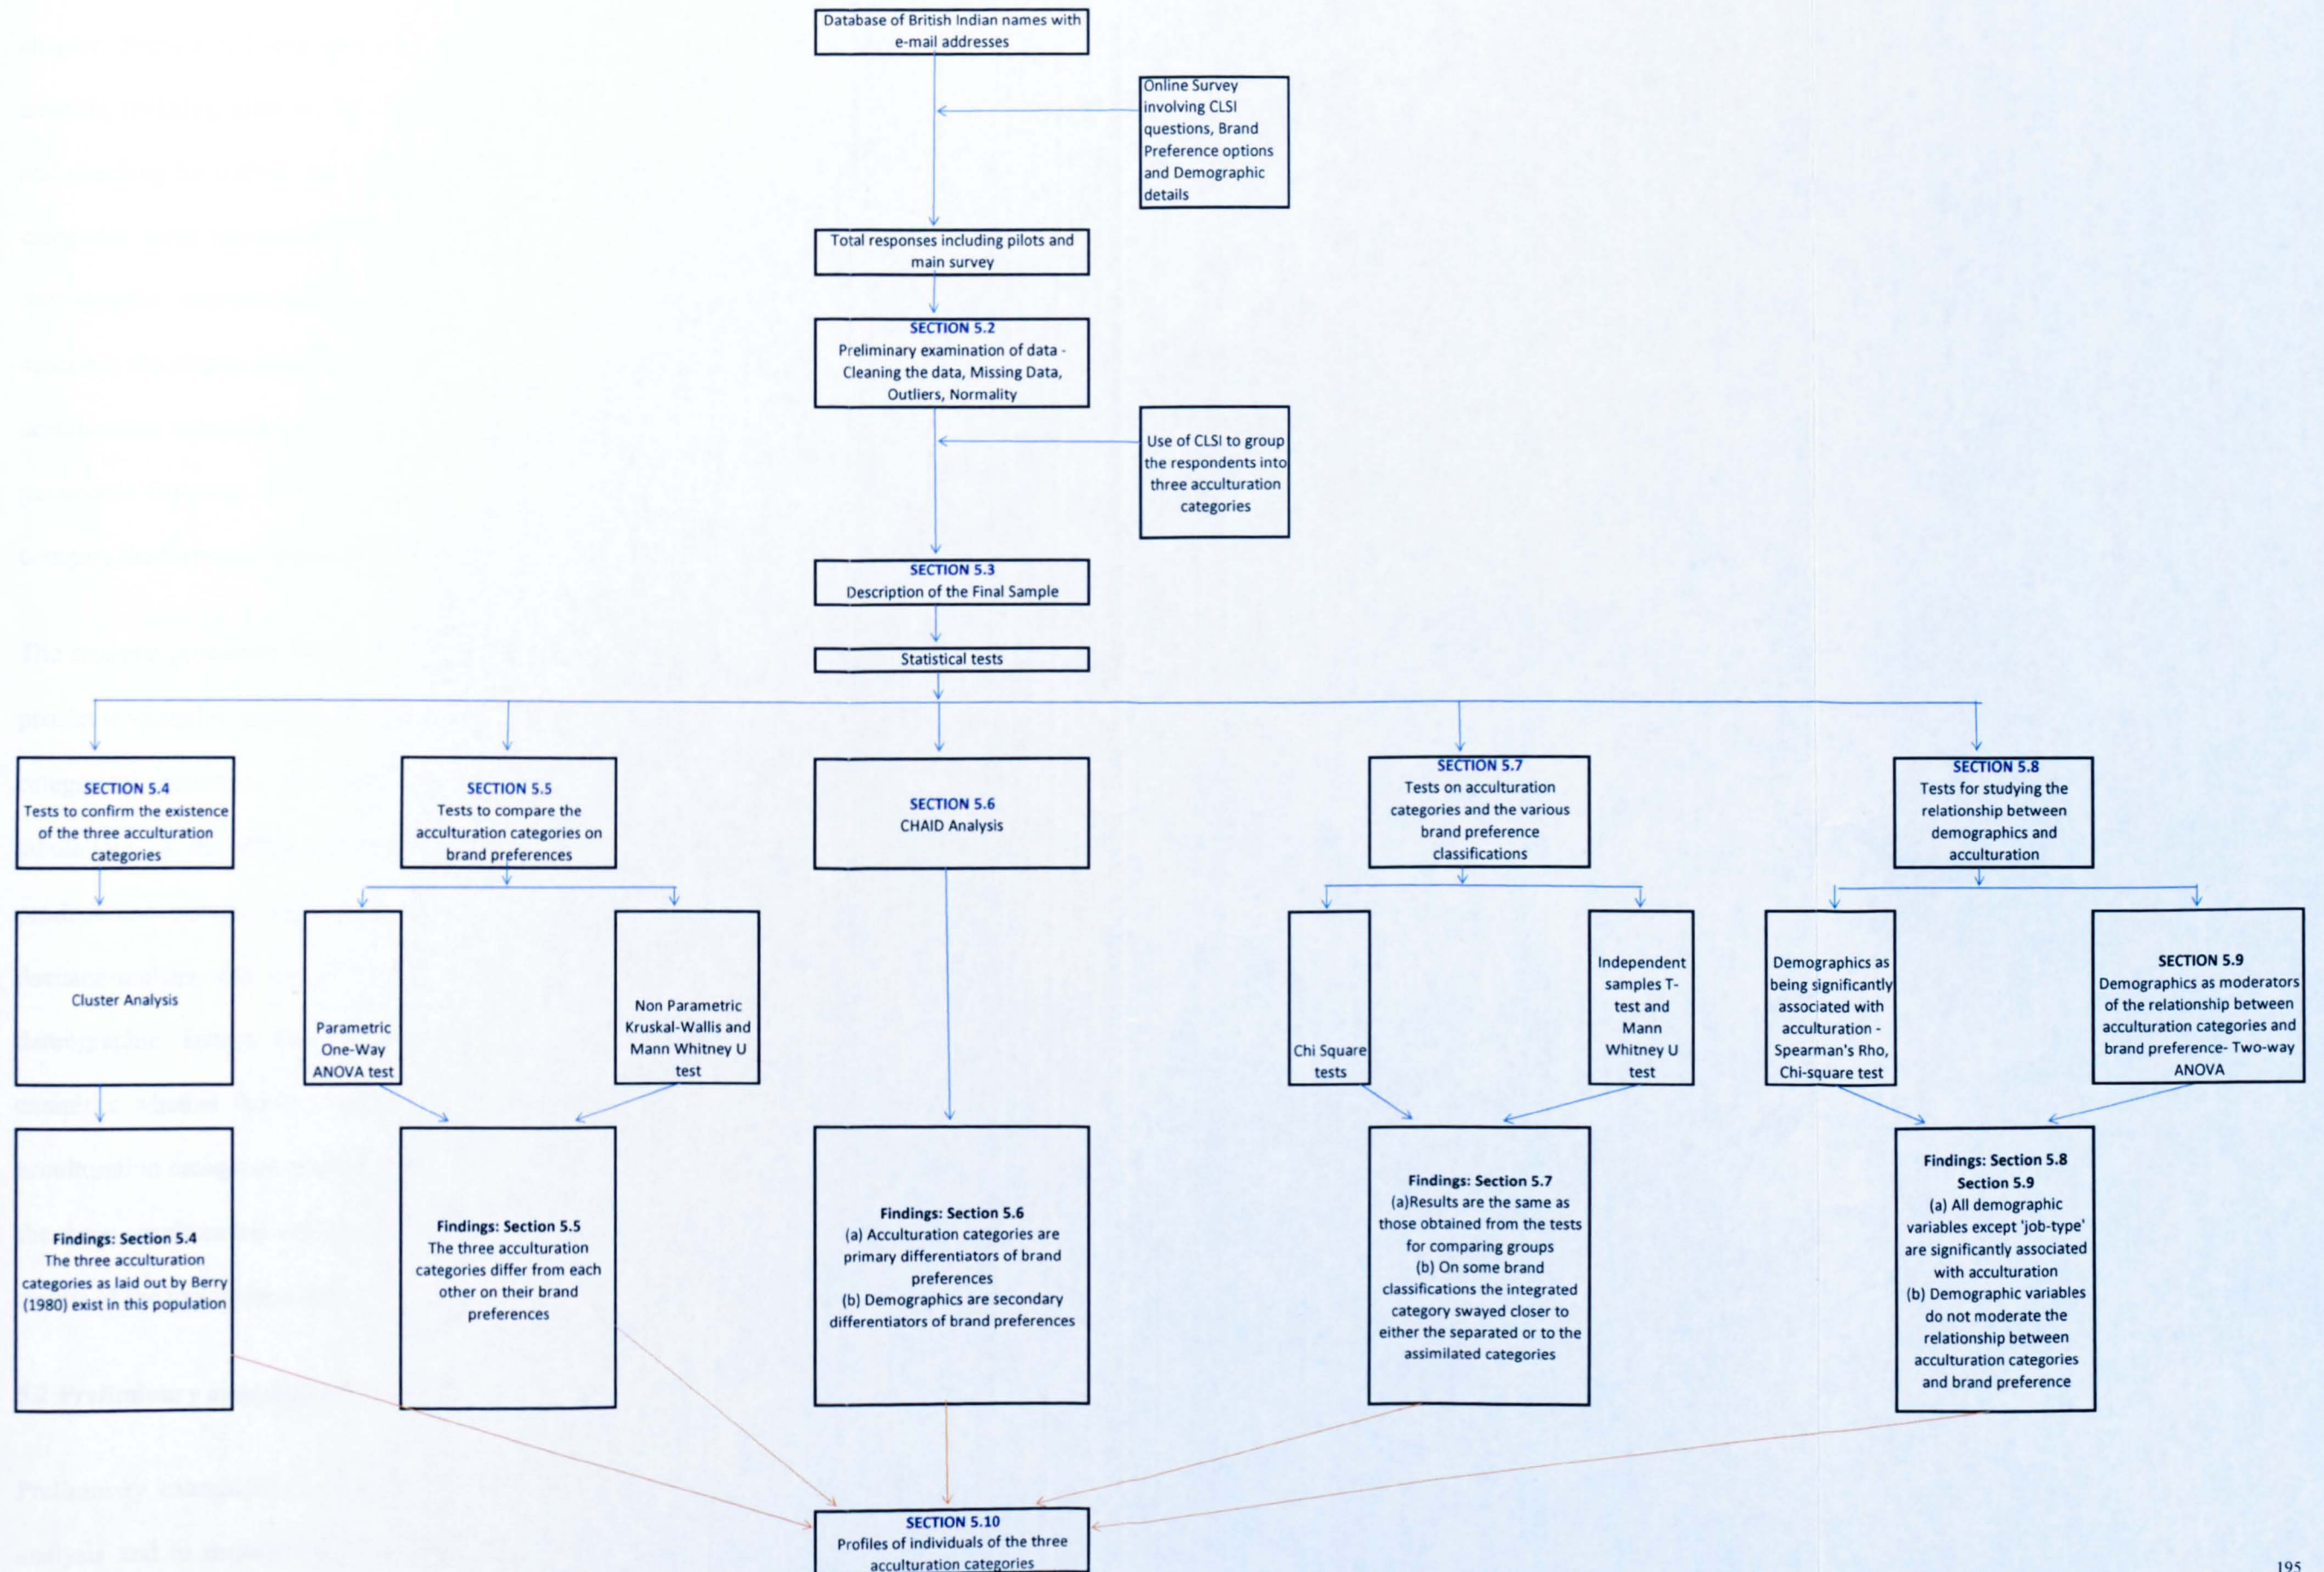 Database of British Indian names with
e-mail addresses
Online Survey
involving CLSI
questions, Brand
Preference options
and Demographic
details
Total responses including pilots and
main survey
SECTION 5.2
Preliminary examination of data -
Cleaning the data, Missing Data,
Outliers, Normality
Use of CLSI to group
the respondents into
three acculturation
categories
SECTION 5.3
Description of the Final Sample
Statistical tests
SECTION 5.4
Tests to confirm the existence
of the three acculturation
categories
SECTION 5.5
Tests to compare the
acculturation categories on
brand preferences
SECTION 5.6
CHAID Analysis
SECTION 5.7
Tests on acculturation
categories and the various
brand preference
classifications
SECTION 5.8
Tests for studying the
relationship between
demographics and
acculturation
Cluster Analysis
Parametric
One-Way
ANOVA test
Non Parametric
Kruskal-Wallis and
Mann Whitney U
test
Chi Square
tests
Independent
samples T-
test and
Mann
Whitney U
test
Demographics as
being significantly
associated with
acculturation -
Spearman's Rho,
Chi-square test
SECTION 5.9
Demographics as moderators
of the relationship between
acculturation categories and
brand preference- Two-way
ANOVA
Findings: Section 5.4
The three acculturation
categories as laid out by Berry
(1980) exist in this population
Findings: Section 5.5
The three acculturation
categories differ from each
other on their brand
preferences
Findings: Section 5.6
(a) Acculturation categories are
primary differentiators of brand
preferences
(b) Demographics are secondary
differentiators of brand preferences
Findings: Section 5.7
(a)Results are the same as
those obtained from the tests
for comparing groups
(b) On some brand
classifications the integrated
category swayed closer to
either the separated or to the
assimilated categories
Findings: Section 5.8
Section 5.9
(a) All demographic
variables except 'job-type'
are significantly associated
with acculturation
(b) Demographic variables
do not moderate the
relationship between
acculturation categories
and brand preference
SECTION 5.10
Profiles of individuals of the three
acculturation categories
195